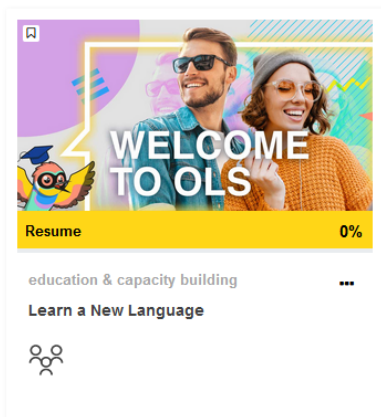 WELCOME
TO OLS
Resume 0%
education & capacity building
Learn a New Language